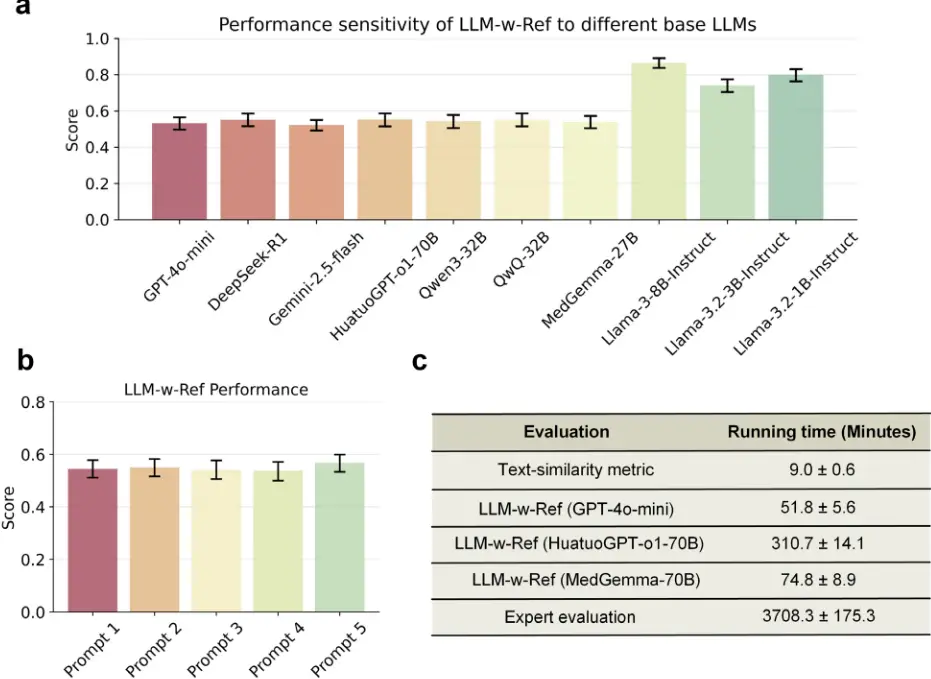 a
Performance sensitivity of LLM-w-Ref to different base LLMs
Score
1.0
0.8
0.6
0.4
0.2
0.0
GPT-4o-mini
DeepSeek-R1
Gemini-2.5-flash
HuatuoGPT-o1-70B
Qwen3-32B
QwQ-32B
MedGemma-27B
Llama-3-8B-Instruct
Llama-3.2-3B-Instruct
Llama-3.2-1B-Instruct
b
LLM-w-Ref Performance
Score
0.8
0.6
0.4
0.2
0.0
Prompt 1
Prompt 2
Prompt 3
Prompt 4
Prompt 5
c
Evaluation Running time (Minutes)
Text-similarity metric 9.0 ± 0.6
LLM-w-Ref (GPT-4o-mini) 51.8 ± 5.6
LLM-w-Ref (HuatuoGPT-o1-70B) 310.7 ± 14.1
LLM-w-Ref (MedGemma-70B) 74.8 ± 8.9
Expert evaluation 3708.3 ± 175.3